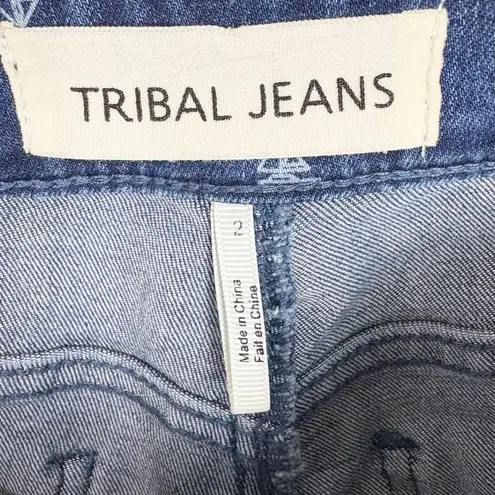 TRIBAL JEANS
2
Made in China
Fait en Chine